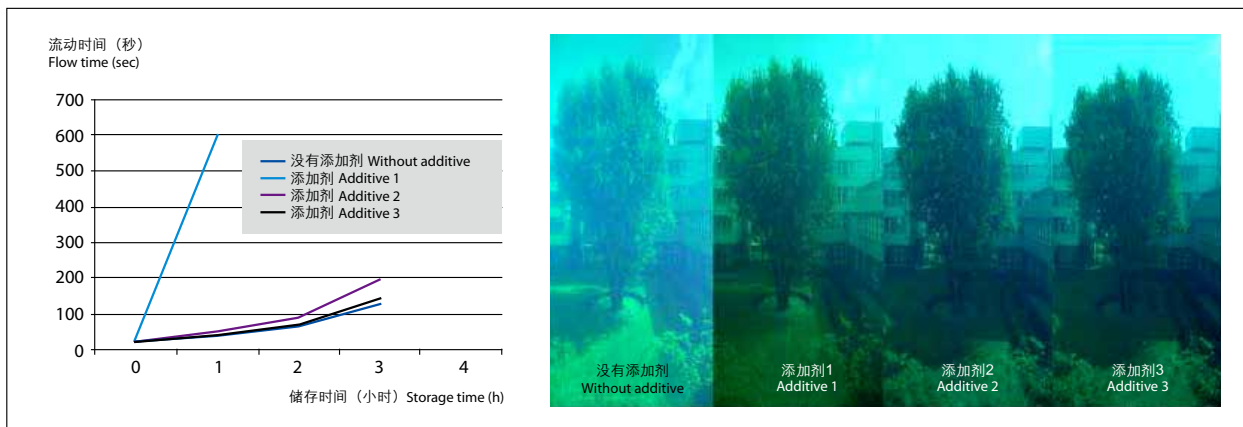 流动时间（秒）
Flow time (sec)
700
600
500
400
300
200
100
0
0 1 2 3 4
储存时间（小时）Storage time (h)
没有添加剂 Without additive
添加剂 Additive 1
添加剂 Additive 2
添加剂 Additive 3
没有添加剂
Without additive
添加剂1
Additive 1
添加剂2
Additive 2
添加剂3
Additive 3